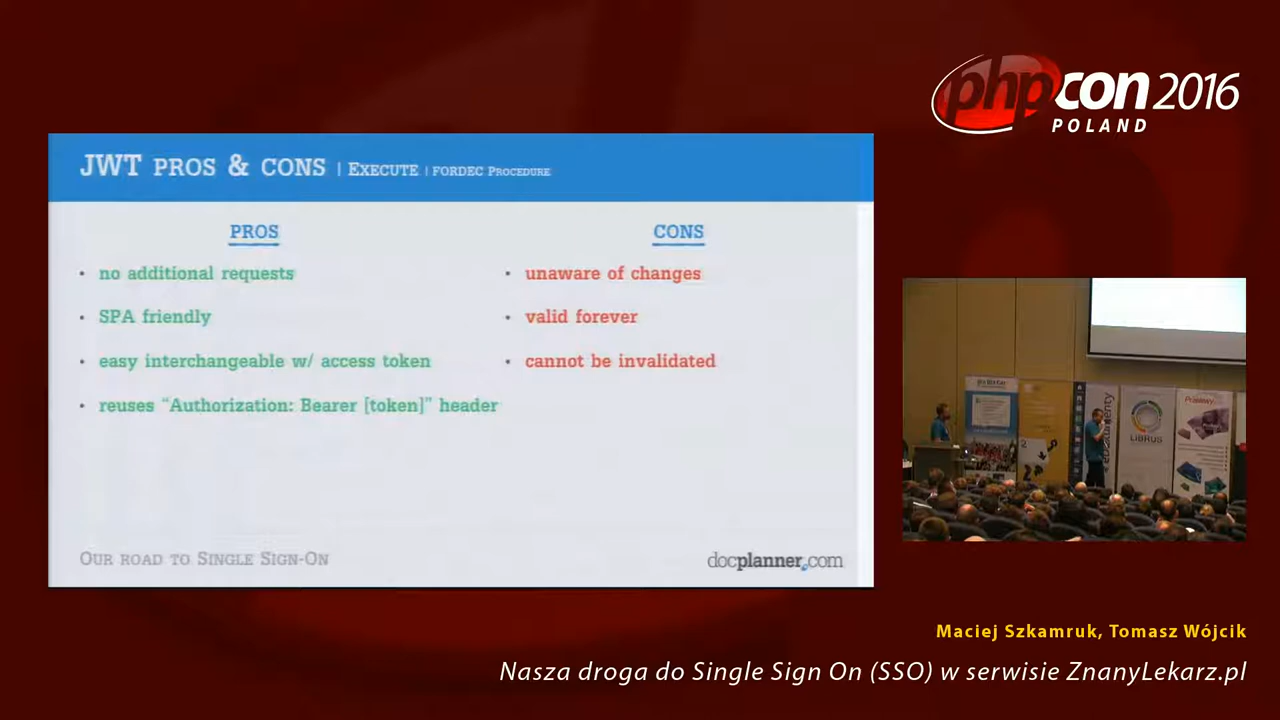 phpcon 2016
POLAND
JWT PROS & CONS | EXECUTE | FORDEC PROCEDURE
PROS
• no additional requests
• SPA friendly
• easy interchangeable w/ access token
• reuses “Authorization: Bearer [token]” header
CONS
• unaware of changes
• valid forever
• cannot be invalidated
OUR ROAD TO SINGLE SIGN-ON
docplanner.com
LIBRUS
Maciej Szkamruk, Tomasz Wójcik
Nasza droga do Single Sign On (SSO) w serwisie ZnanyLekarz.pl